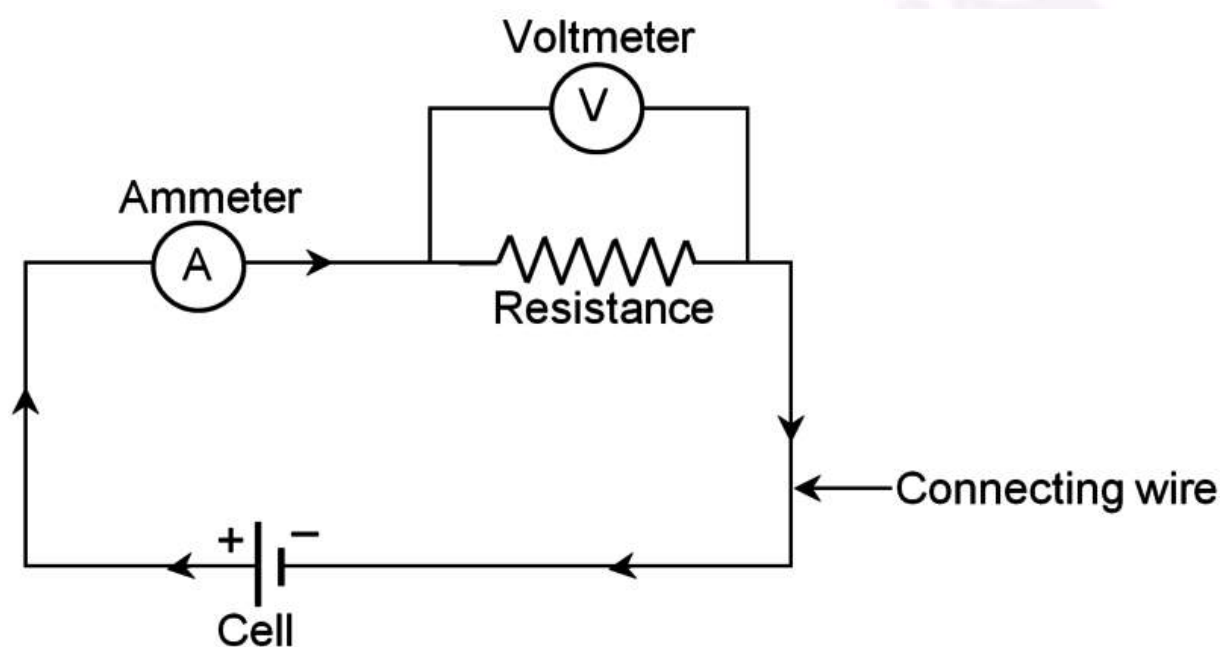 Voltmeter
V
Ammeter
A
Resistance
Connecting wire
+ −
Cell